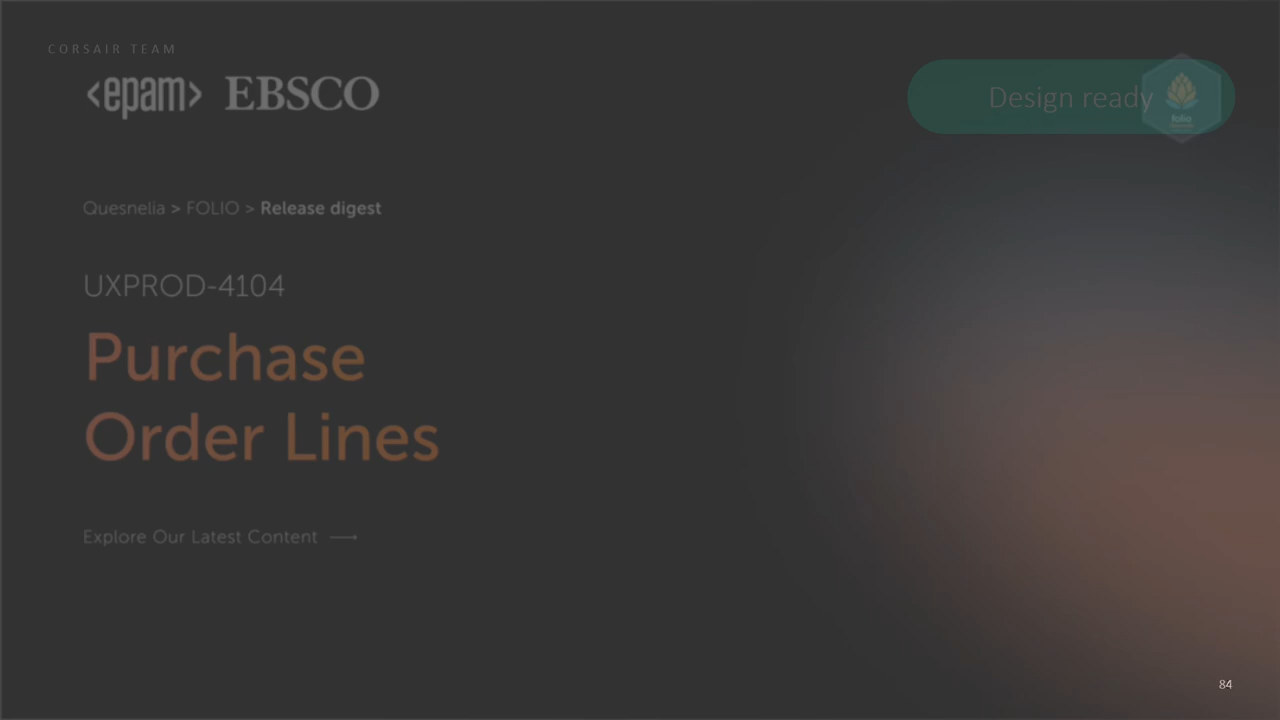 CORSAIR TEAM
<epam> EBSCO
Design ready
folio
Quesnelia > FOLIO > Release digest
UXPROD-4104
Purchase
Order Lines
Explore Our Latest Content
84